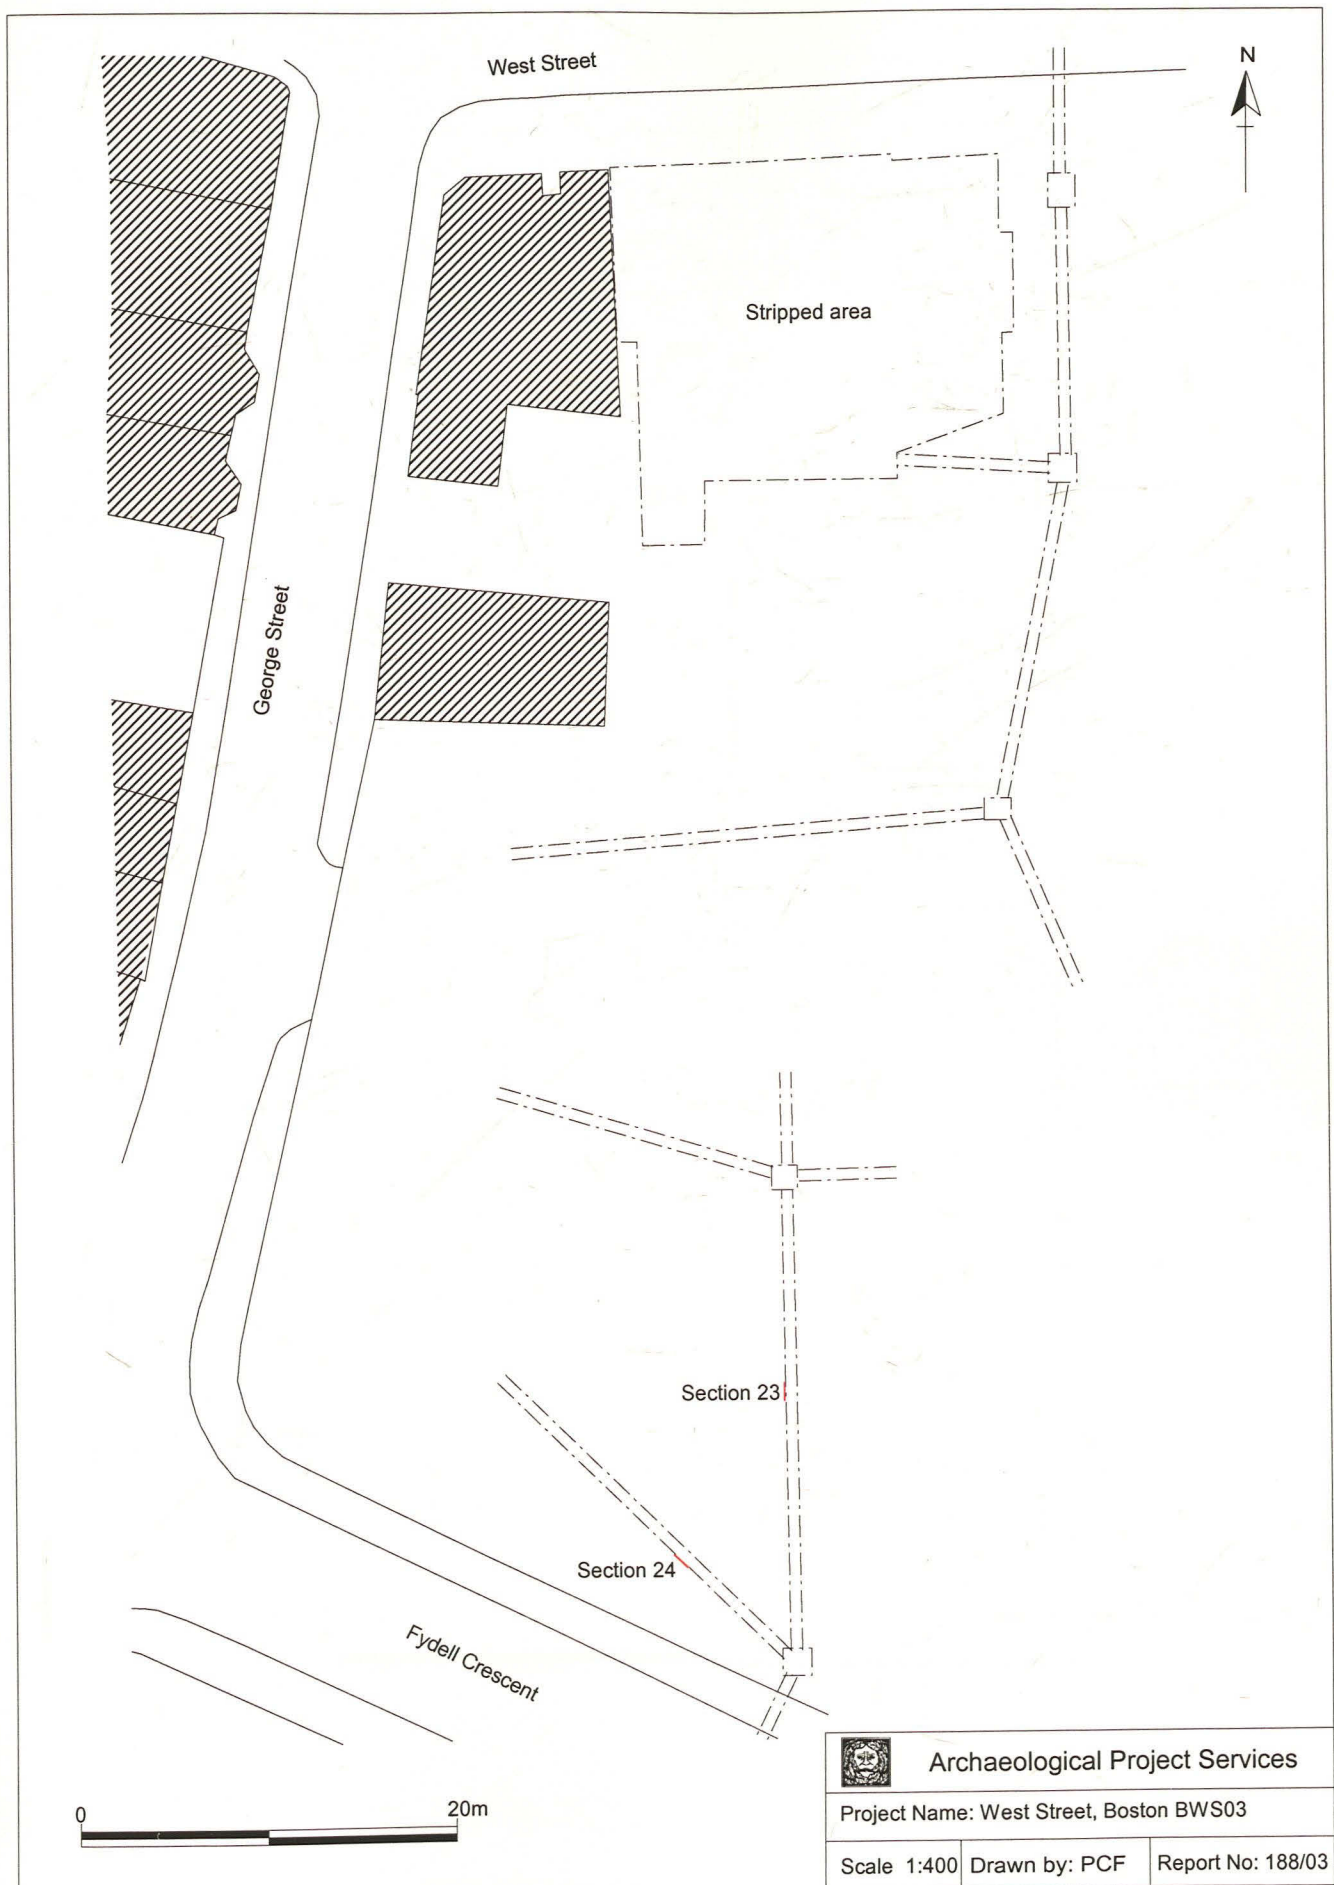 West Street
N
Stripped area
George Street
Section 23
Section 24
Fydell Crescent
0 20m
Archaeological Project Services
Project Name: West Street, Boston BWS03
Scale 1:400 Drawn by: PCF Report No: 188/03